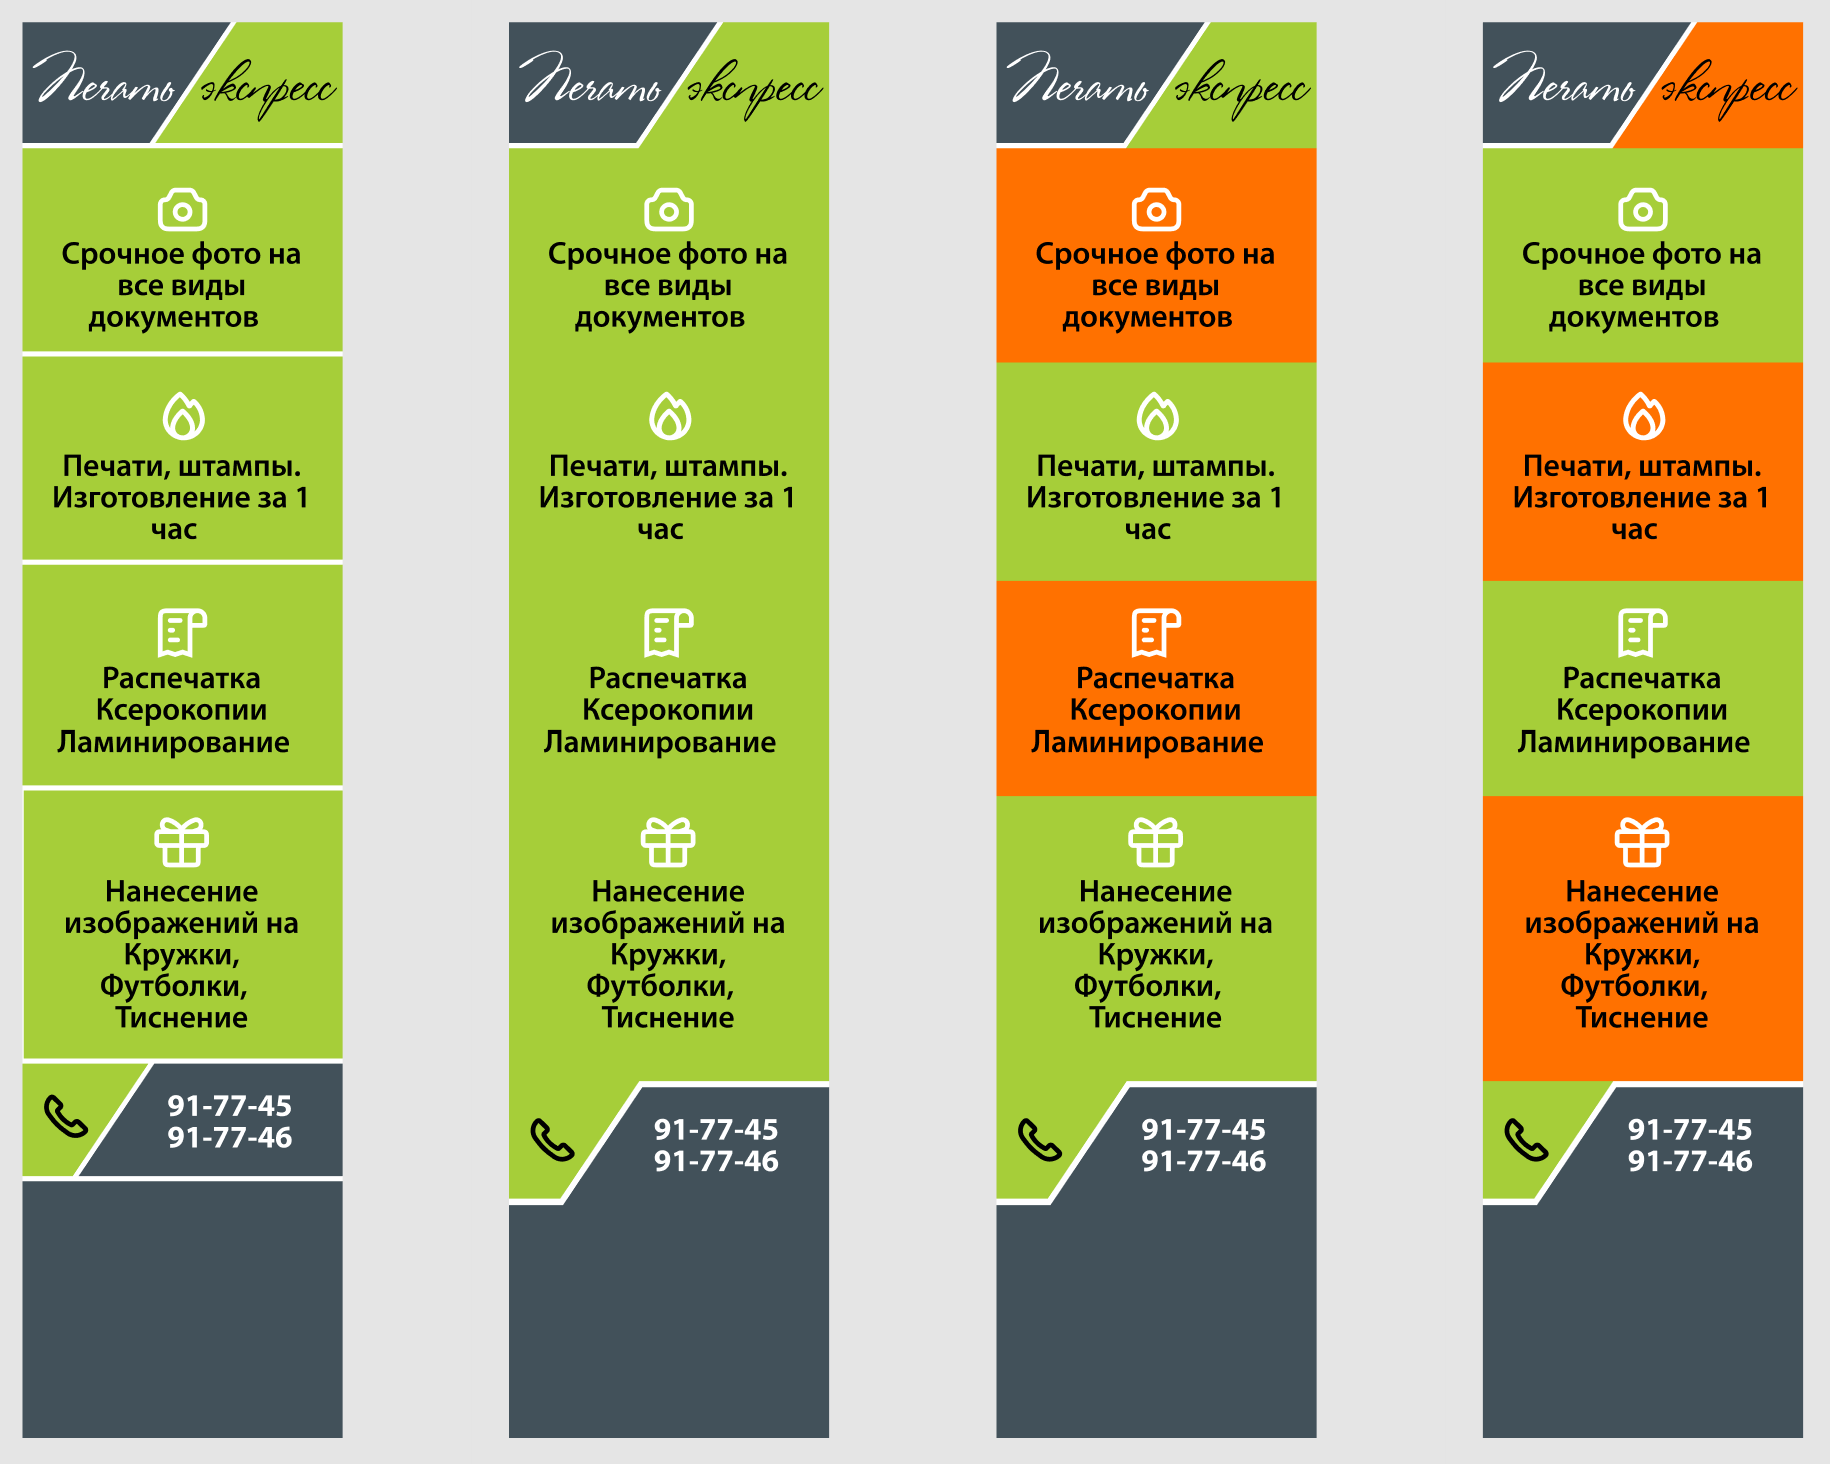 Печать экспресс
Срочное фото на
все виды
документов
Печати, штампы.
Изготовление за 1
час
Распечатка
Ксерокопии
Ламинирование
Нанесение
изображений на
Кружки,
Футболки,
Тиснение
91-77-45
91-77-46
Печать экспресс
Срочное фото на
все виды
документов
Печати, штампы.
Изготовление за 1
час
Распечатка
Ксерокопии
Ламинирование
Нанесение
изображений на
Кружки,
Футболки,
Тиснение
91-77-45
91-77-46
Печать экспресс
Срочное фото на
все виды
документов
Печати, штампы.
Изготовление за 1
час
Распечатка
Ксерокопии
Ламинирование
Нанесение
изображений на
Кружки,
Футболки,
Тиснение
91-77-45
91-77-46
Печать экспресс
Срочное фото на
все виды
документов
Печати, штампы.
Изготовление за 1
час
Распечатка
Ксерокопии
Ламинирование
Нанесение
изображений на
Кружки,
Футболки,
Тиснение
91-77-45
91-77-46